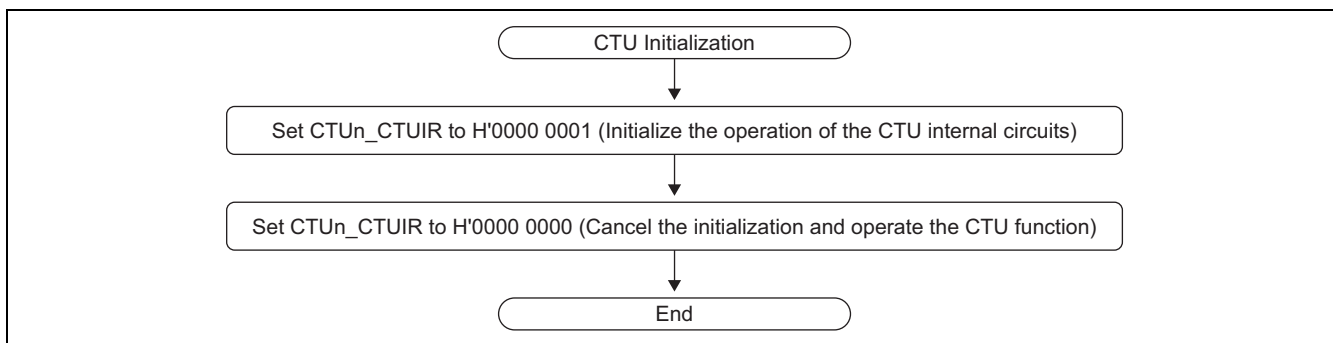 CTU Initialization
Set CTUn_CTUIR to H'0000 0001 (Initialize the operation of the CTU internal circuits)
Set CTUn_CTUIR to H'0000 0000 (Cancel the initialization and operate the CTU function)
End